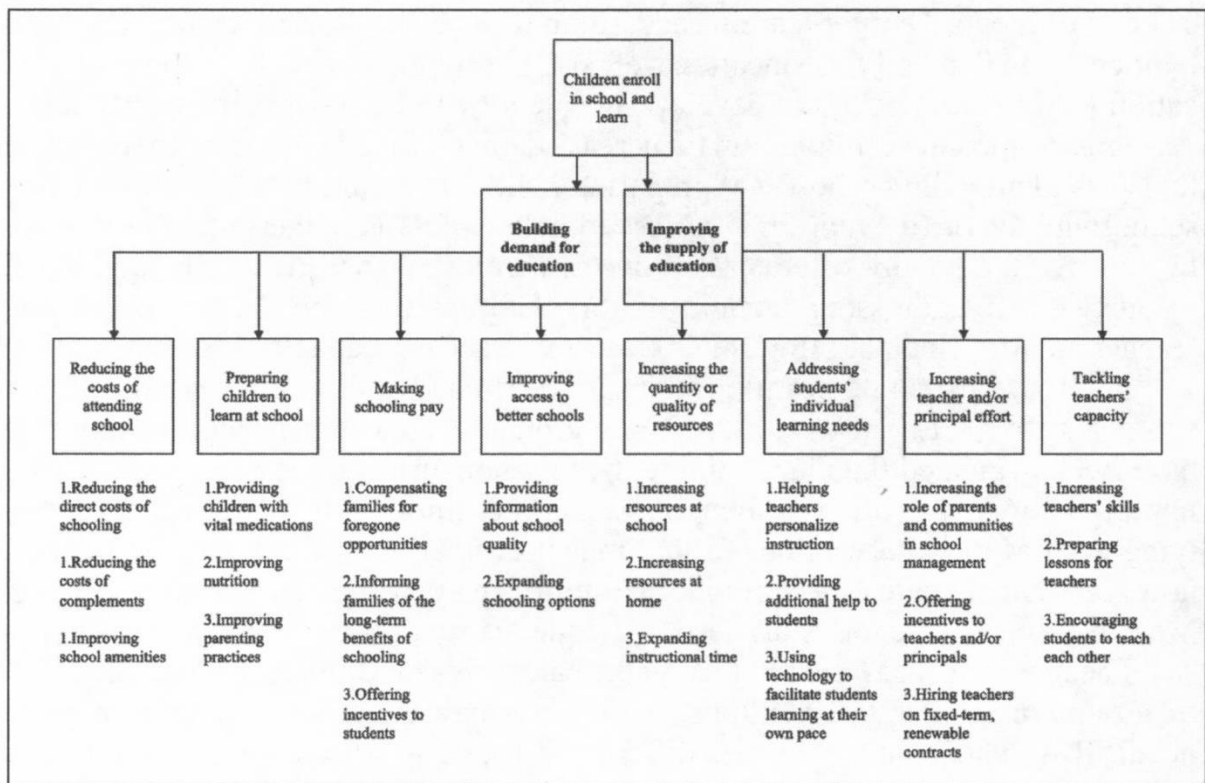 Children enroll
in school and
learn
Building
demand for
education
Improving
the supply of
education
Reducing the
costs of
attending
school
Preparing
children to
learn at school
Making
schooling pay
Improving
access to
better schools
Increasing the
quantity or
quality of
resources
Addressing
students'
individual
learning needs
Increasing
teacher and/or
principal effort
Tackling
teachers'
capacity
1.Reducing the
direct costs of
schooling
1.Reducing the
costs of
complements
1.Improving
school amenities
1.Providing
children with
vital medications
2.Improving
nutrition
3.Improving
parenting
practices
1.Compensating
families for
foregone
opportunities
2.Informing
families of the
long-term
benefits of
schooling
3.Offering
incentives to
students
1.Providing
information
about school
quality
2.Expanding
schooling options
1.Increasing
resources at
school
2.Increasing
resources at
home
3.Expanding
instructional time
1.Helping
teachers
personalize
instruction
2.Providing
additional help to
students
3.Using
technology to
facilitate students
learning at their
own pace
1.Increasing the
role of parents
and communities
in school
management
2.Offering
incentives to
teachers and/or
principals
3.Hiring teachers
on fixed-term,
renewable
contracts
1.Increasing
teachers' skills
2.Preparing
lessons for
teachers
3.Encouraging
students to teach
each other